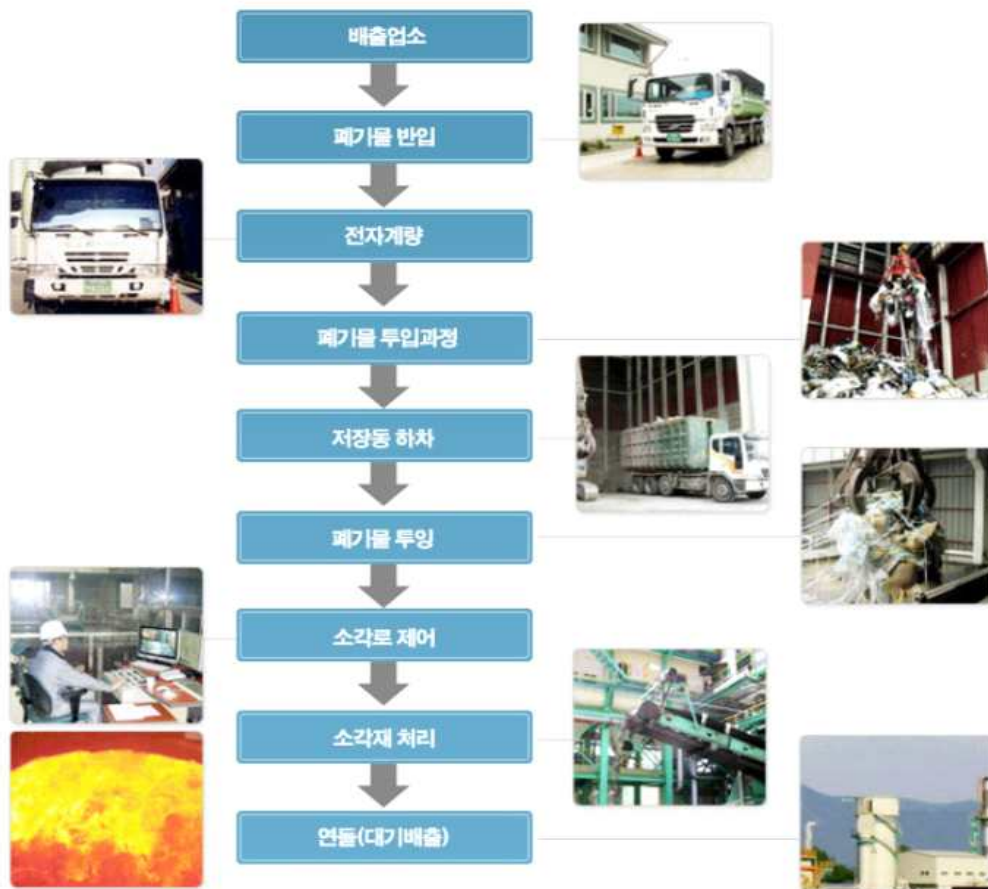 배출업소
폐기물 반입
전자계량
폐기물 투입과정
저장동 하차
폐기물 투입
소각로 제어
소각재 처리
연돌(대기배출)